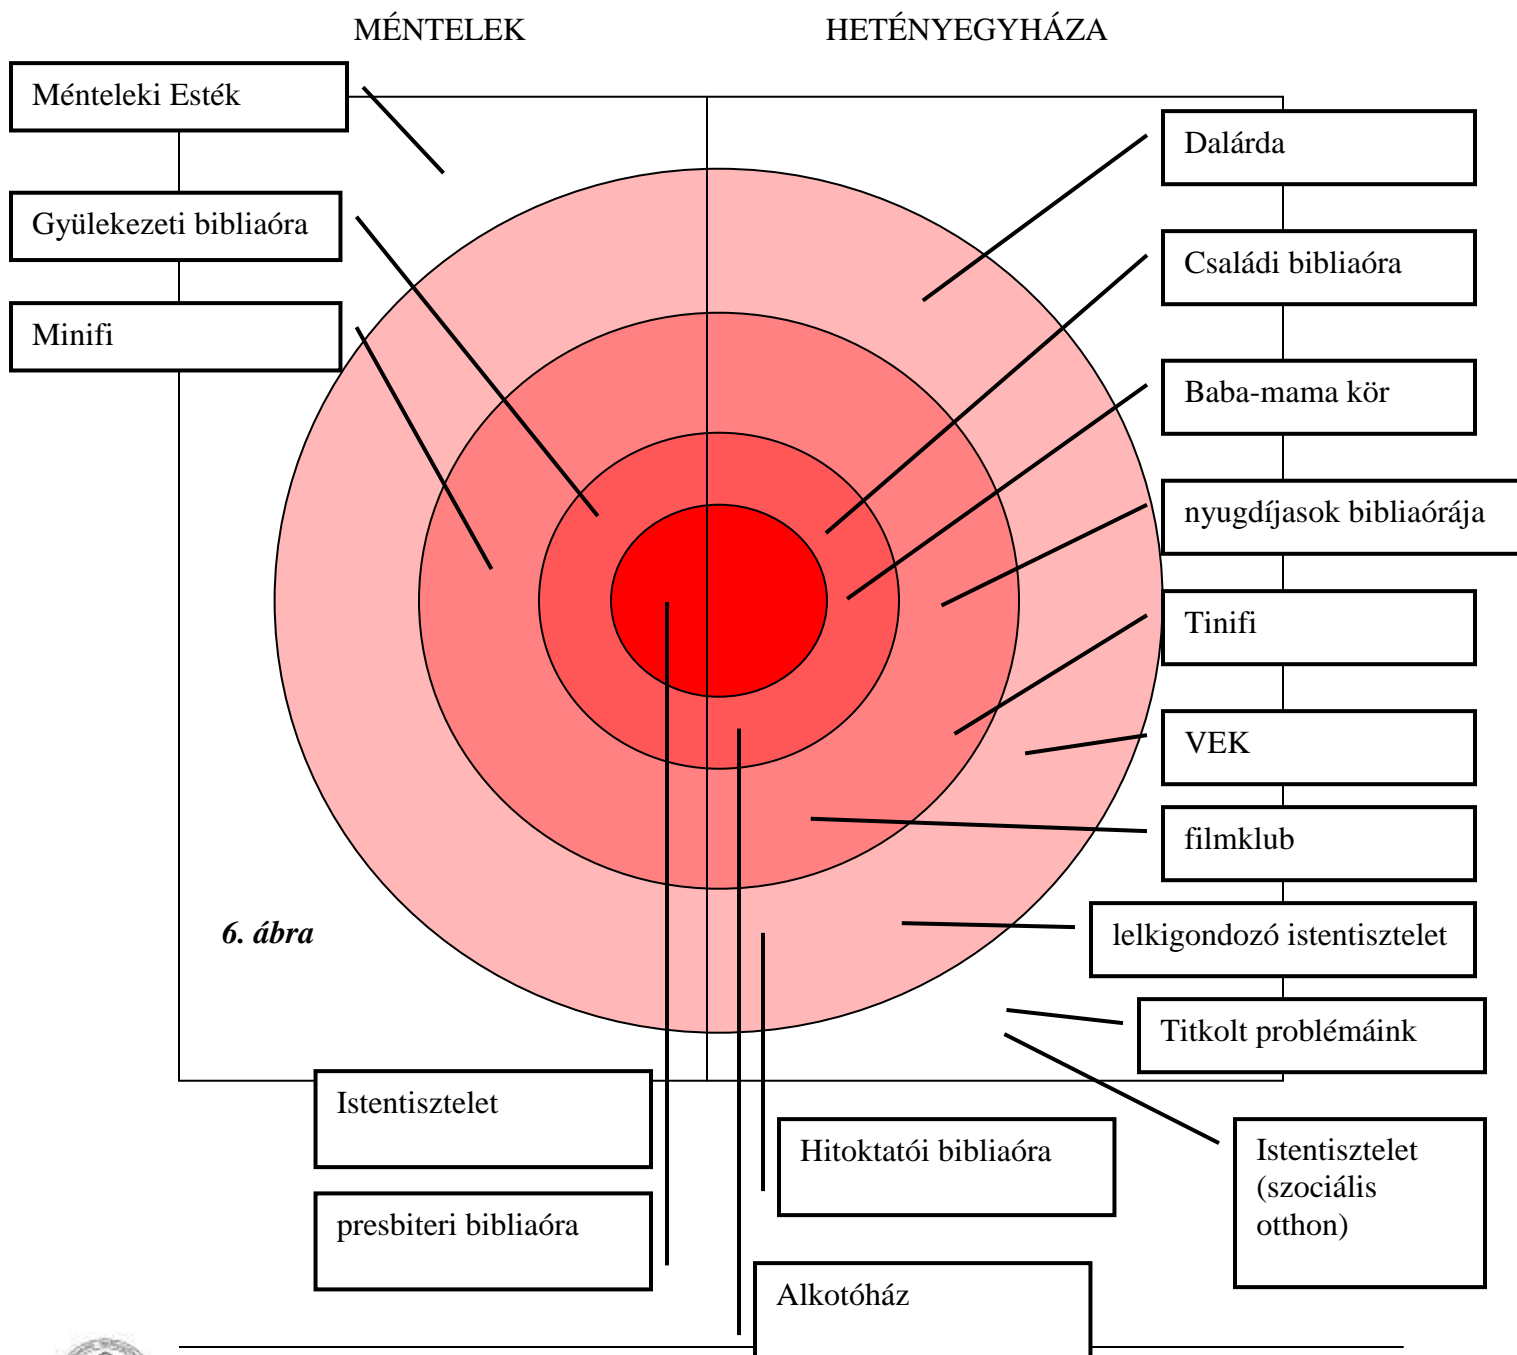 MÉNTELEK
HETÉNYEGYHÁZA
Ménteleki Esték
Gyülekezeti bibliaóra
Minifi
Dalárda
Családi bibliaóra
Baba-mama kör
nyugdíjasok bibliaórája
Tinifi
VEK
filmklub
lelkigondozó istentisztelet
Titkolt problémáink
6. ábra
Istentisztelet
presbiteri bibliaóra
Hitoktatói bibliaóra
Istentisztelet
(szociális
otthon)
Alkotóház